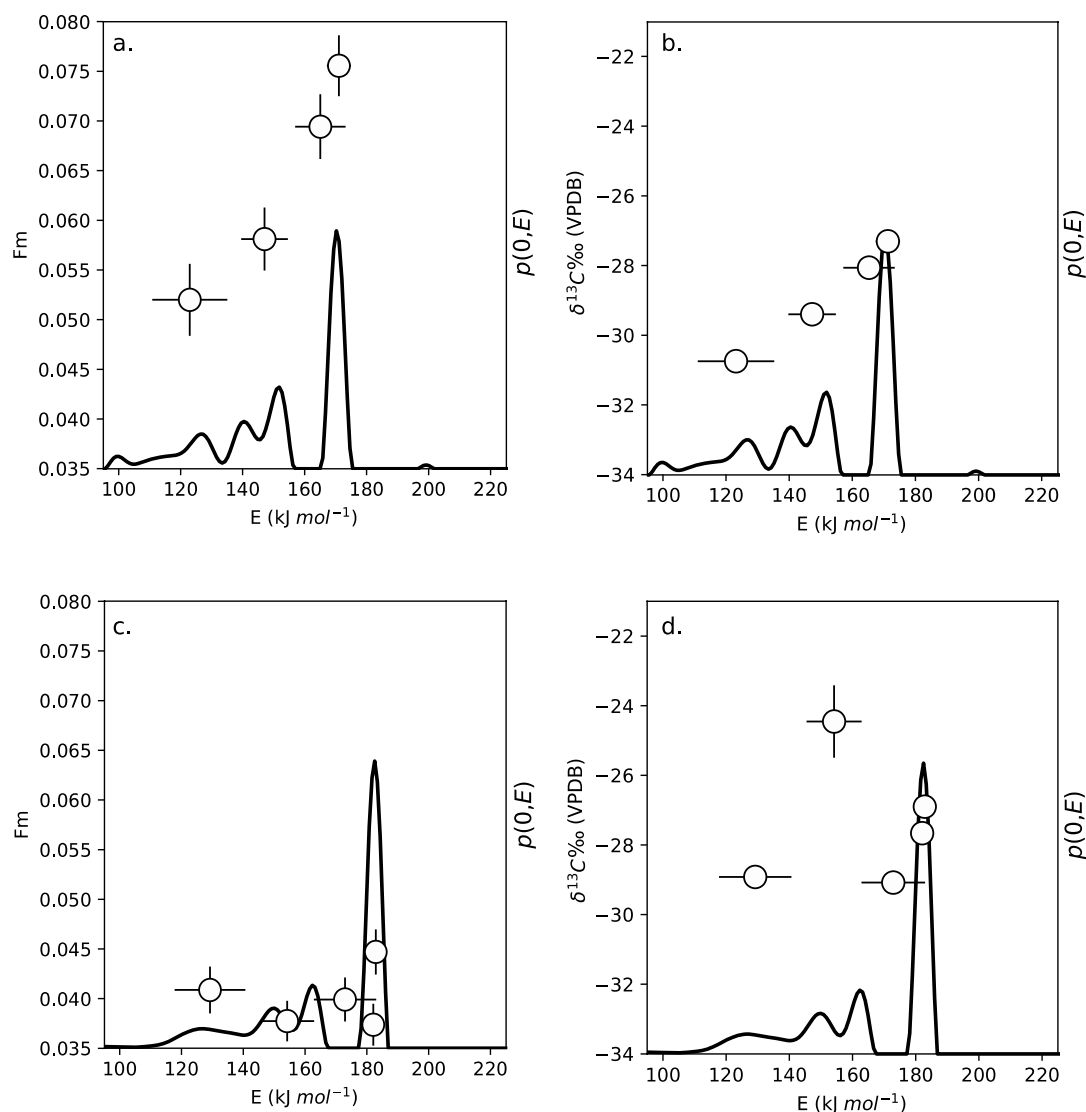 a.
0.080
0.075
0.070
0.065
0.060
0.055
0.050
0.045
0.040
0.035
Fm
100 120 140 160 180 200 220
E (kJ mol⁻¹)
p(0,E)
b.
−22
−24
−26
−28
−30
−32
−34
δ¹³C‰ (VPDB)
100 120 140 160 180 200 220
E (kJ mol⁻¹)
p(0,E)
c.
0.080
0.075
0.070
0.065
0.060
0.055
0.050
0.045
0.040
0.035
Fm
100 120 140 160 180 200 220
E (kJ mol⁻¹)
p(0,E)
d.
−22
−24
−26
−28
−30
−32
−34
δ¹³C‰ (VPDB)
100 120 140 160 180 200 220
E (kJ mol⁻¹)
p(0,E)